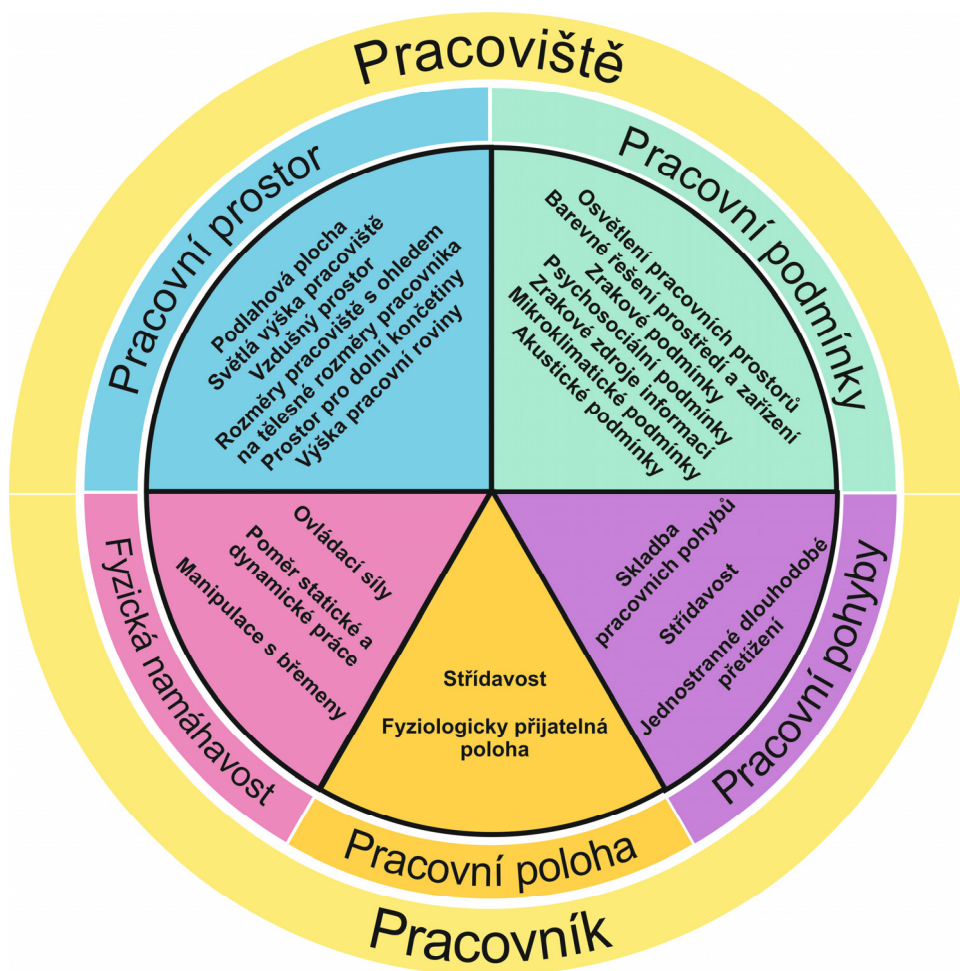 Pracoviště
Pracovní prostor
Podlahová plocha
Světlá výška pracoviště
Vzdušný prostor
Rozměry pracoviště s ohledem
na tělesné rozměry pracovníka
Prostor pro dolní končetiny
Výška pracovní roviny
Pracovní podmínky
Osvětlení pracovních prostorů
Barevné řešení prostředí a zařízení
Zrakové podmínky
Psychosociální podmínky
Zrakové zdroje informací
Mikroklimatické podmínky
Akustické podmínky
Fyzická namáhavost
Ovládací síly
Poměr statické a
dynamické práce
Manipulace s břemeny
Pracovní poloha
Střídavost
Fyziologicky přijatelná
poloha
Pracovní pohyby
Skladba
pracovních pohybů
Střídavost
Jednostranné dlouhodobé
přetížení
Pracovník